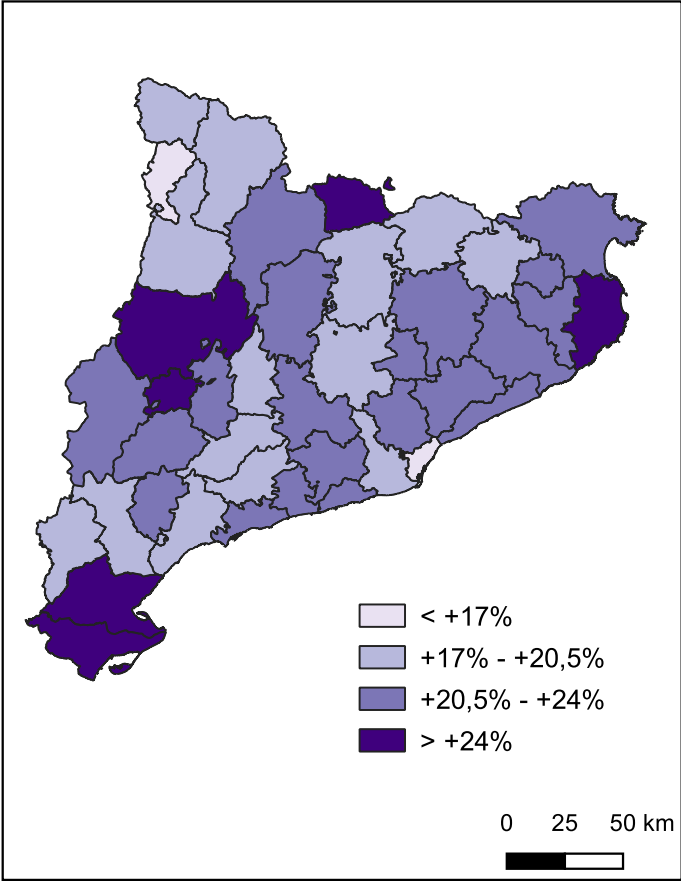 < +17%
+17% - +20,5%
+20,5% - +24%
> +24%
0 25 50 km